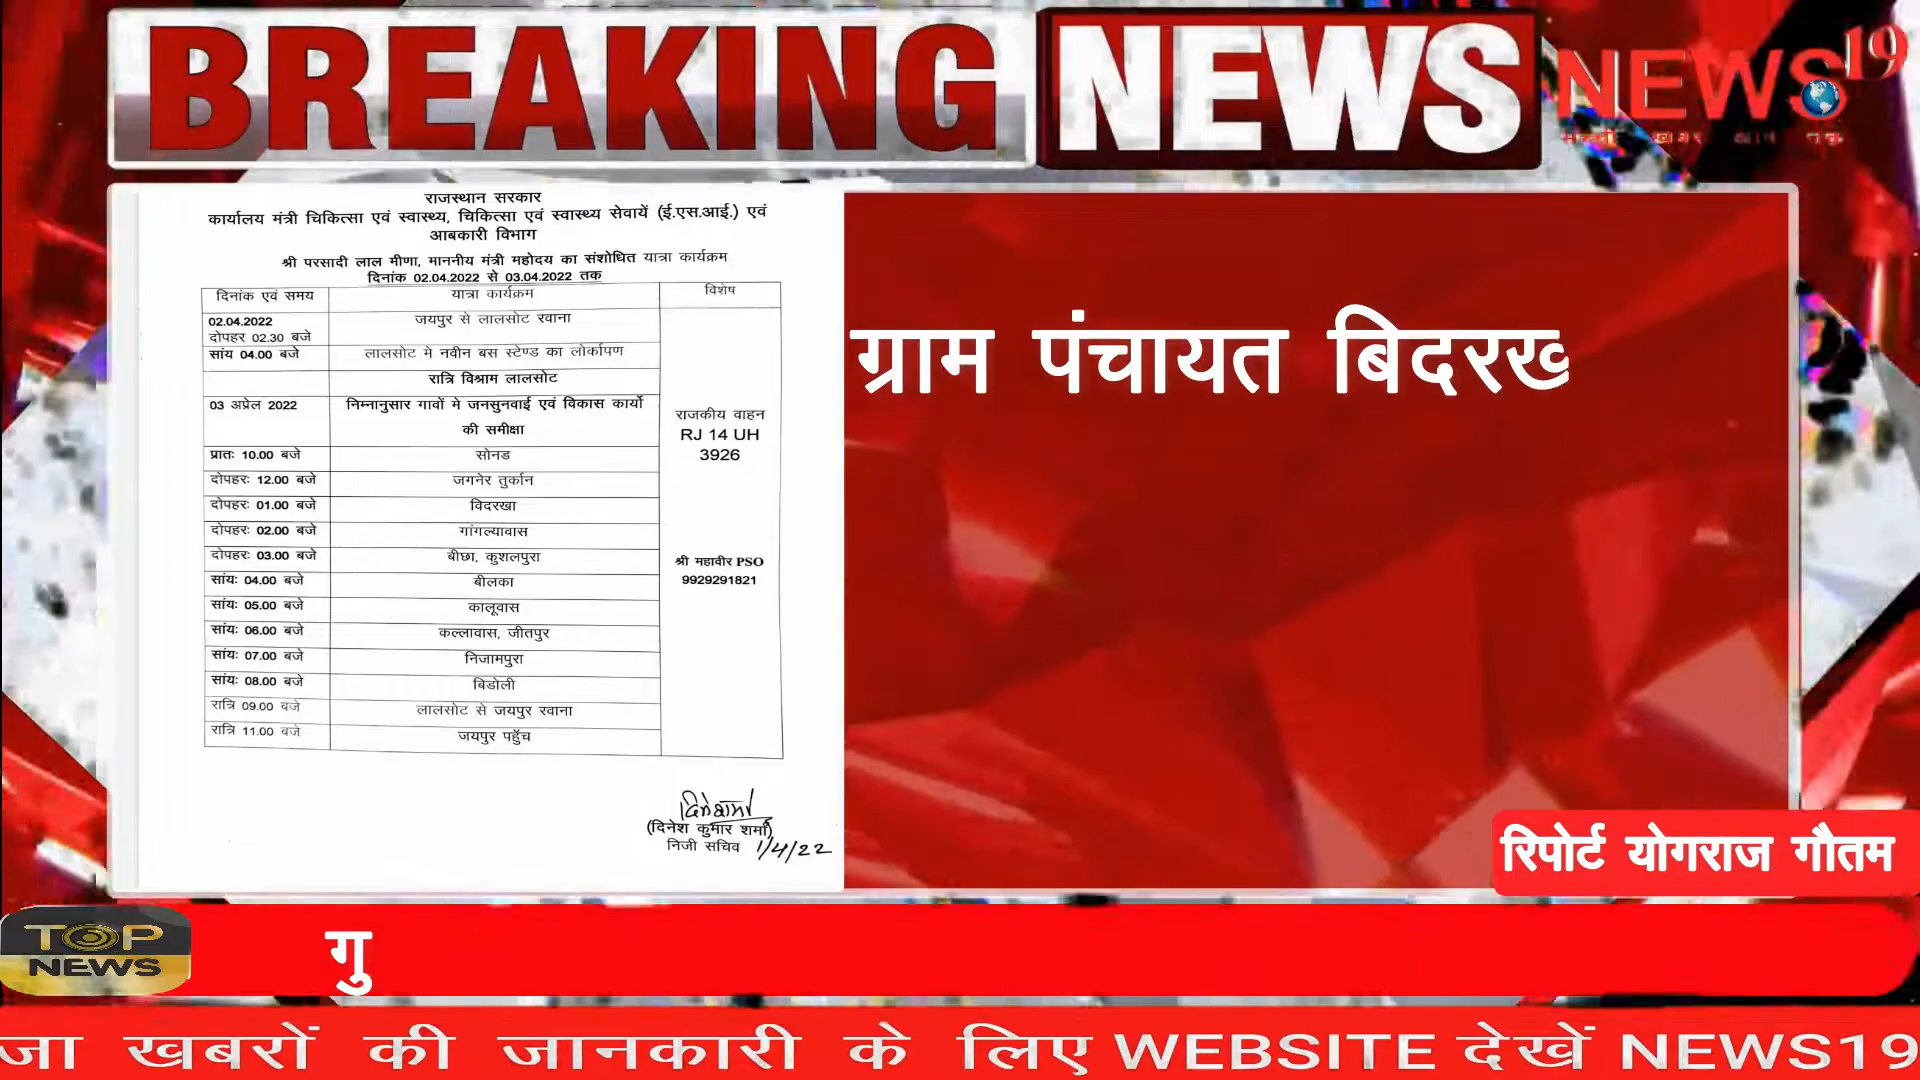 BREAKING NEWS
NEWS 19
राजस्थान सरकार
कार्यालय मंत्री चिकित्सा एवं स्वास्थ्य, चिकित्सा एवं स्वास्थ्य सेवायें (ई.एस.आई.) एवं
आबकारी विभाग
श्री परसादी लाल मीणा, माननीय मंत्री महोदय का संशोधित यात्रा कार्यक्रम
दिनांक 02.04.2022 से 03.04.2022 तक
दिनांक एवं समय यात्रा कार्यक्रम विशेष
02.04.2022 जयपुर से लालसोट रवाना
दोपहर 02.30 बजे
सांय 04.00 बजे लालसोट मे नवीन बस स्टेण्ड का लोर्कापण
रात्रि विश्राम लालसोट
03 अप्रेल 2022 निम्नानुसार गावों मे जनसुनवाई एवं विकास कार्यो
की समीक्षा
राजकीय वाहन
RJ 14 UH
3926
प्रातः 10.00 बजे सोनड
दोपहरः 12.00 बजे जगनेर तुर्कान
दोपहरः 01.00 बजे विदरखा
दोपहरः 02.00 बजे गांगल्यावास
दोपहरः 03.00 बजे बीछा, कुशलपुरा
श्री महावीर PSO
9929291821
सांयः 04.00 बजे बीलका
सांयः 05.00 बजे कालूवास
सांयः 06.00 बजे कल्लावास, जीतपुर
सांयः 07.00 बजे निजामपुरा
सांयः 08.00 बजे बिडोली
रात्रि 09.00 बजे लालसोट से जयपुर रवाना
रात्रि 11.00 बजे जयपुर पहुँच
(दिनेश कुमार शर्मा)
निजी सचिव 1/4/22
ग्राम पंचायत बिदरख
रिपोर्ट योगराज गौतम
TOP
NEWS
गु
जा खबरों की जानकारी के लिए WEBSITE देखें NEWS19